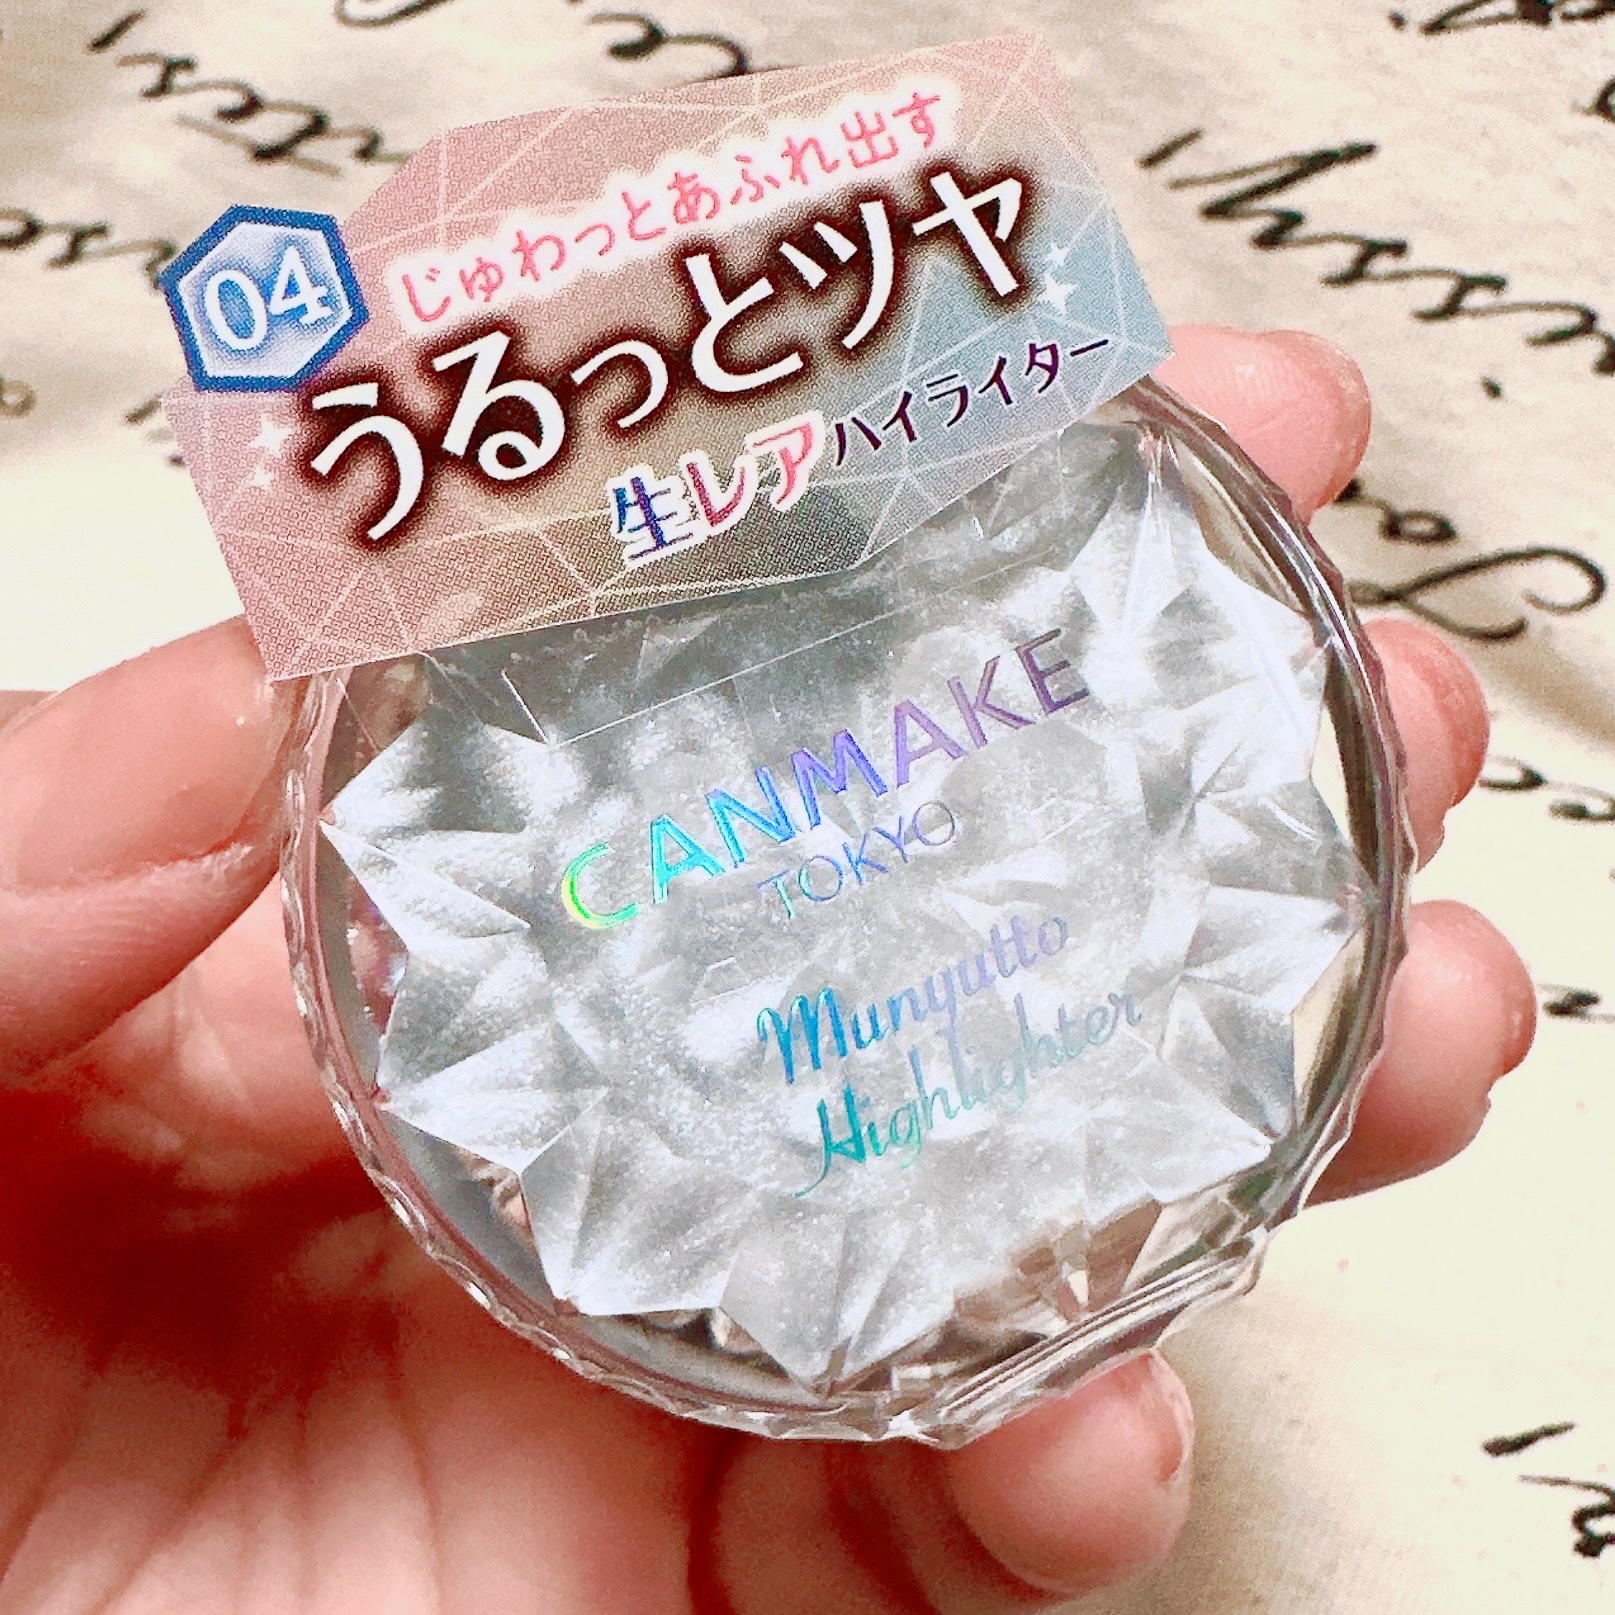 04
じゅわっとあふれ出す
うるっとツヤ
生レアハイライター
CANMAKE
TOKYO
Munyutto
Highlighter